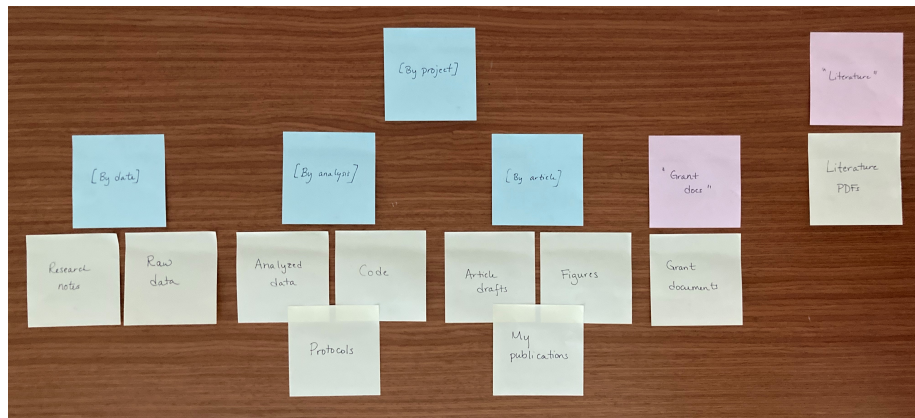 [By project]
"Literature"
[By date]
[By analysis]
[By article]
"Grant
docs"
Literature
PDFs
Research
notes
Raw
data
Analyzed
data
Code
Article
drafts
Figures
Grant
documents
Protocols
My
publications